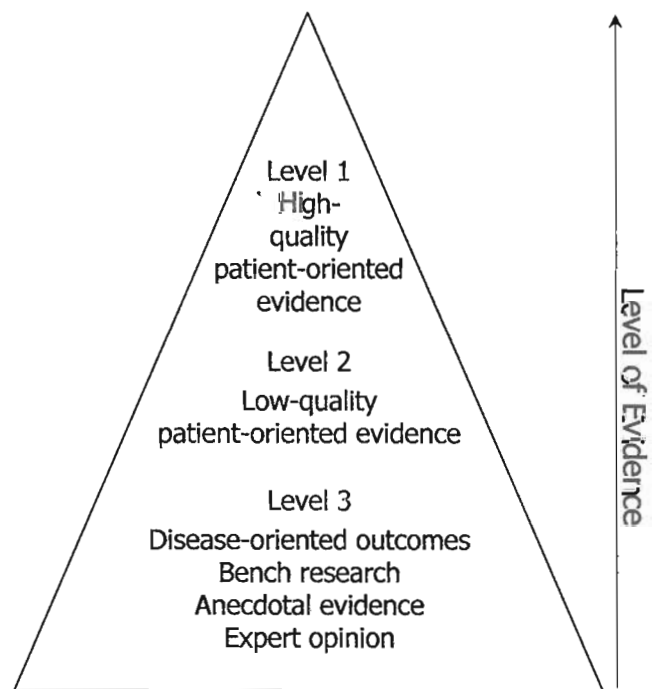 Level 1
High-
quality
patient-oriented
evidence
Level 2
Low-quality
patient-oriented evidence
Level 3
Disease-oriented outcomes
Bench research
Anecdotal evidence
Expert opinion
Level of Evidence